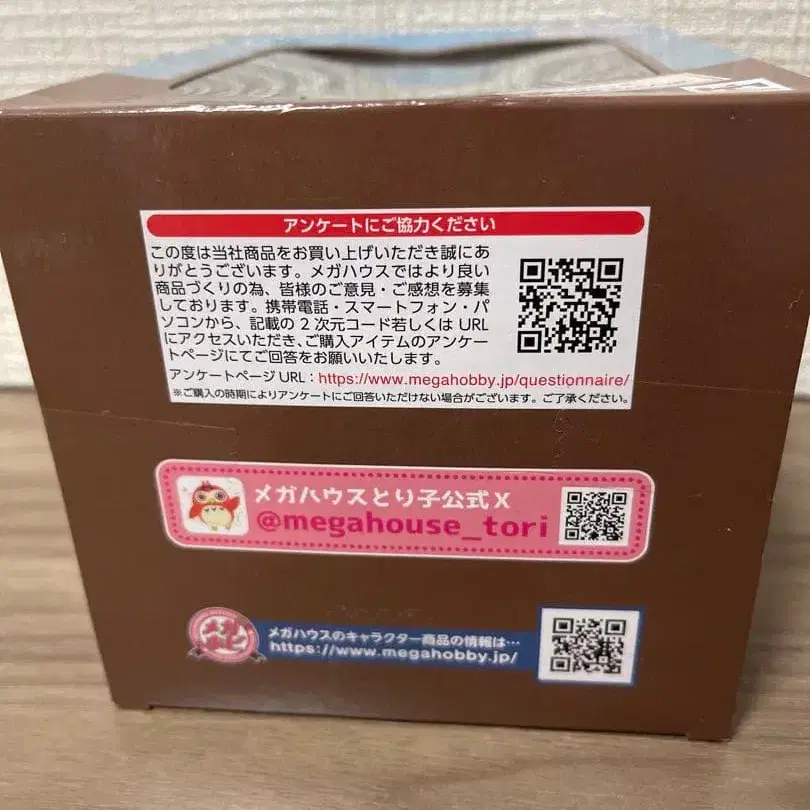 アンケートにご協力ください
この度は当社商品をお買い上げいただき誠にあ
りがとうございます。メガハウスではより良い
商品づくりの為、皆様のご意見・ご感想を募集
しております。携帯電話・スマートフォン・パ
ソコンから、記載の2次元コード若しくは URL
にアクセスいただき、ご購入アイテムのアンケー
トページにてご回答をお願いいたします。
アンケートページ URL：https://www.megahobby.jp/questionnaire/
※ご購入の時期によりアンケートにご回答いただけない場合がございます。ご了承ください。
メガハウスとり子公式X
@megahouse_tori
メガハウスのキャラクター商品の情報は…
https://www.megahobby.jp/